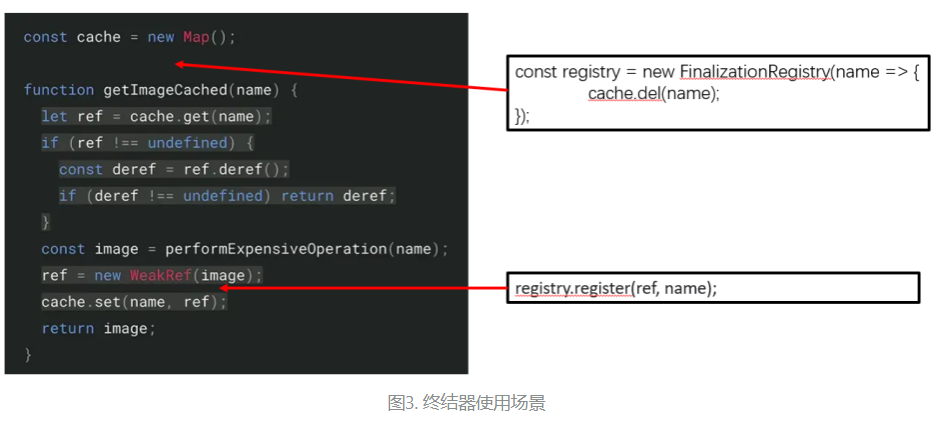 const cache = new Map();
function getImageCached(name) {
let ref = cache.get(name);
if (ref !== undefined) {
const deref = ref.deref();
if (deref !== undefined) return deref;
}
const image = performExpensiveOperation(name);
ref = new WeakRef(image);
cache.set(name, ref);
return image;
}
const registry = new FinalizationRegistry(name => {
cache.del(name);
});
registry.register(ref, name);
图3. 终结器使用场景